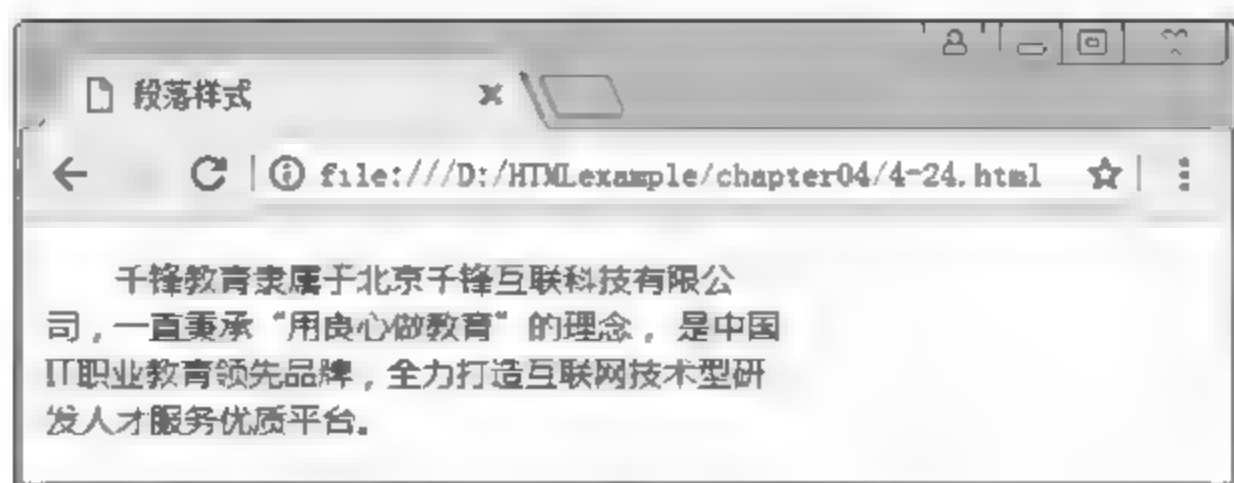 段落样式
file:///D:/HTMLexample/chapter04/4-24.html
千锋教育隶属于北京千锋互联科技有限公
司，一直秉承“用良心做教育”的理念，是中国
IT职业教育领先品牌，全力打造互联网技术型研
发人才服务优质平台。